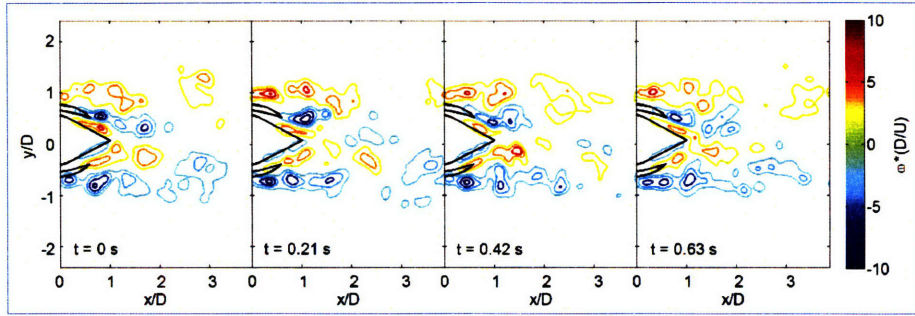 2
1
0
-1
-2
y/D
t = 0 s
t = 0.21 s
t = 0.42 s
t = 0.63 s
0 1 2 3
0 1 2 3
0 1 2 3
0 1 2 3
x/D
x/D
x/D
x/D
10
5
0
-5
-10
ω*(D/U)